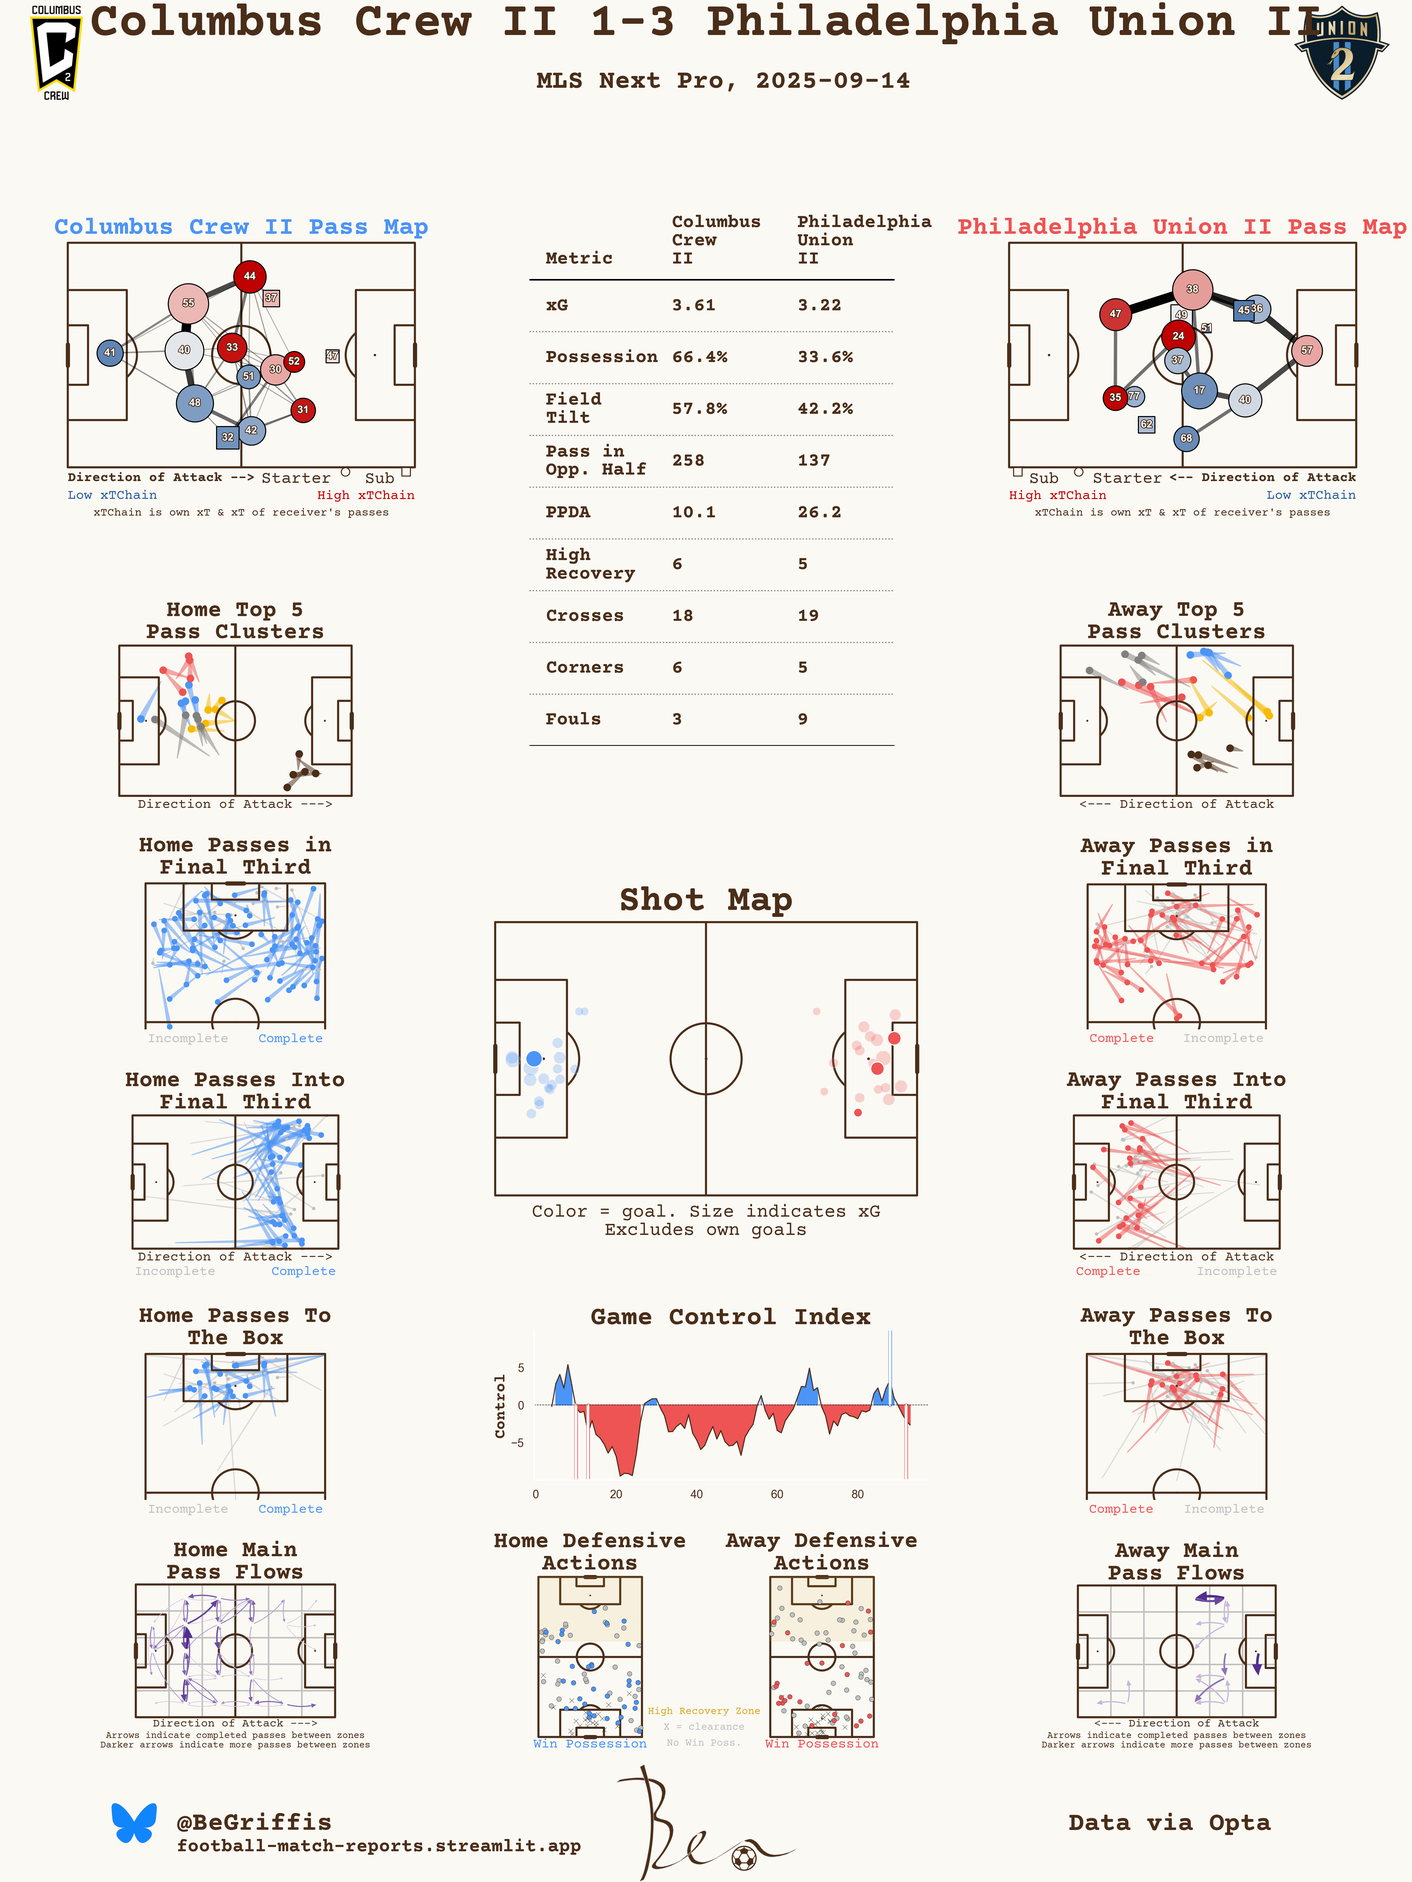 COLUMBUS
2
CREW
Columbus Crew II 1-3 Philadelphia Union II
UNION
2
MLS Next Pro, 2025-09-14
Columbus Crew II Pass Map
44
37
55
41
40
33
52
47
30
51
48
31
32
42
Direction of Attack --> Starter Sub
Low xTChain High xTChain
xTChain is own xT & xT of receiver's passes
Metric Columbus Crew II Philadelphia Union II
xG 3.61 3.22
Possession 66.4% 33.6%
Field Tilt 57.8% 42.2%
Pass in Opp. Half 258 137
PPDA 10.1 26.2
High Recovery 6 5
Crosses 18 19
Corners 6 5
Fouls 3 9
Philadelphia Union II Pass Map
38
47
49
45
36
51
24
57
37
17
35
77
40
62
68
Sub Starter <-- Direction of Attack
High xTChain Low xTChain
xTChain is own xT & xT of receiver's passes
Home Top 5
Pass Clusters
Direction of Attack --->
Away Top 5
Pass Clusters
<--- Direction of Attack
Home Passes in
Final Third
Incomplete Complete
Away Passes in
Final Third
Complete Incomplete
Shot Map
Color = goal. Size indicates xG
Excludes own goals
Home Passes Into
Final Third
Direction of Attack --->
Incomplete Complete
Away Passes Into
Final Third
<--- Direction of Attack
Complete Incomplete
Home Passes To
The Box
Incomplete Complete
Game Control Index
Control
5
0
−5
0 20 40 60 80
Away Passes To
The Box
Complete Incomplete
Home Main
Pass Flows
Direction of Attack --->
Arrows indicate completed passes between zones
Darker arrows indicate more passes between zones
Home Defensive
Actions
Win Possession
High Recovery Zone
X = clearance
No Win Poss.
Away Defensive
Actions
Win Possession
Away Main
Pass Flows
<--- Direction of Attack
Arrows indicate completed passes between zones
Darker arrows indicate more passes between zones
@BeGriffis
football-match-reports.streamlit.app
Ben
Data via Opta